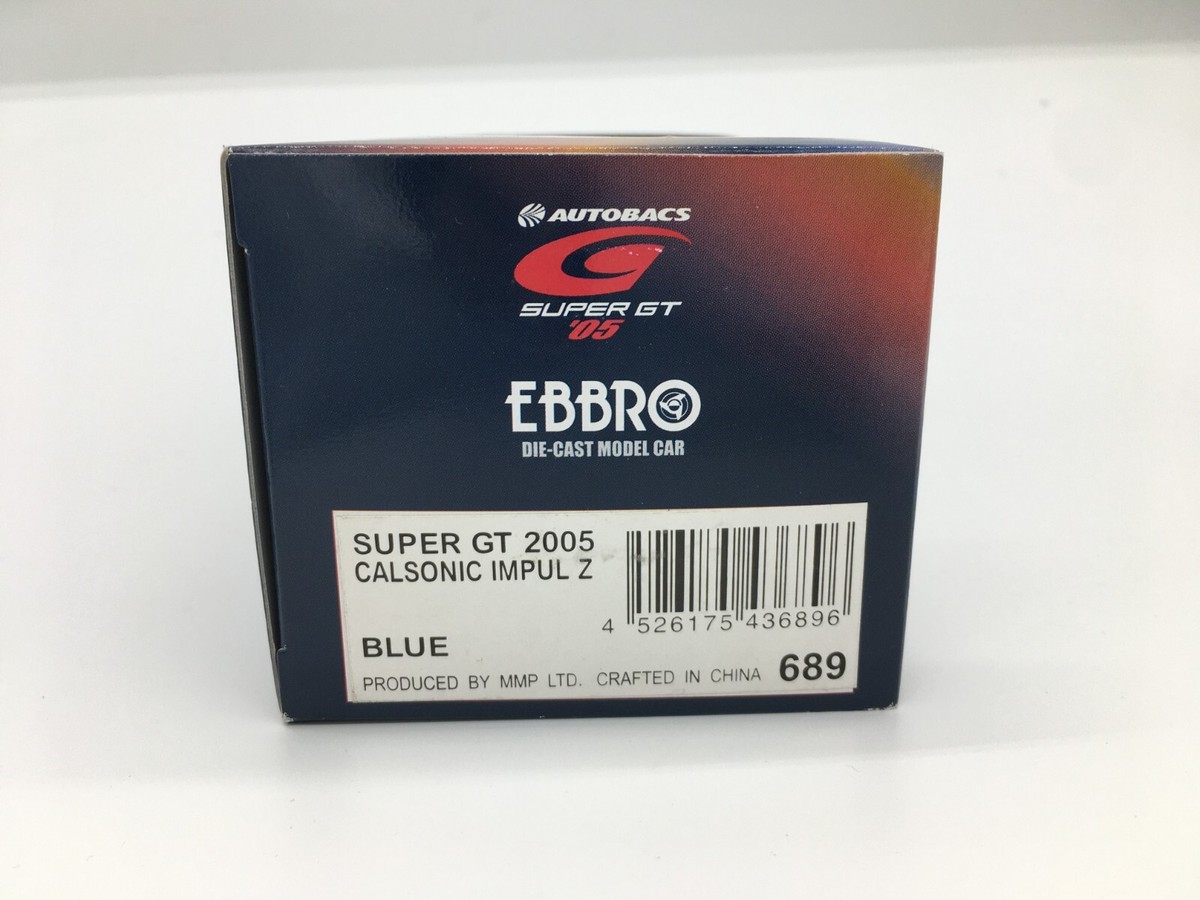 AUTOBACS
SUPER GT
'05
EBBRO
DIE-CAST MODEL CAR
SUPER GT 2005
CALSONIC IMPUL Z
BLUE
PRODUCED BY MMP LTD. CRAFTED IN CHINA
4 526175 436896
689